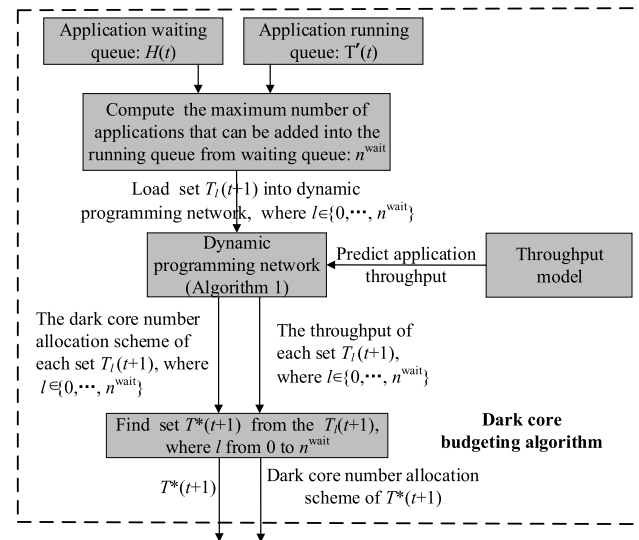 Application waiting
queue: H(t)
Application running
queue: T′(t)
Compute the maximum number of
applications that can be added into the
running queue from waiting queue: n^wait
Load set T_l(t+1) into dynamic
programming network, where l∈{0,⋯, n^wait}
Dynamic
programming network
(Algorithm 1)
Predict application
throughput
Throughput
model
The dark core number
allocation scheme of
each set T_l(t+1), where
l∈{0,⋯, n^wait}
The throughput of
each set T_l(t+1),
where l∈{0,⋯, n^wait}
Find set T*(t+1) from the T_l(t+1),
where l from 0 to n^wait
Dark core
budgeting algorithm
T*(t+1)
Dark core number allocation
scheme of T*(t+1)